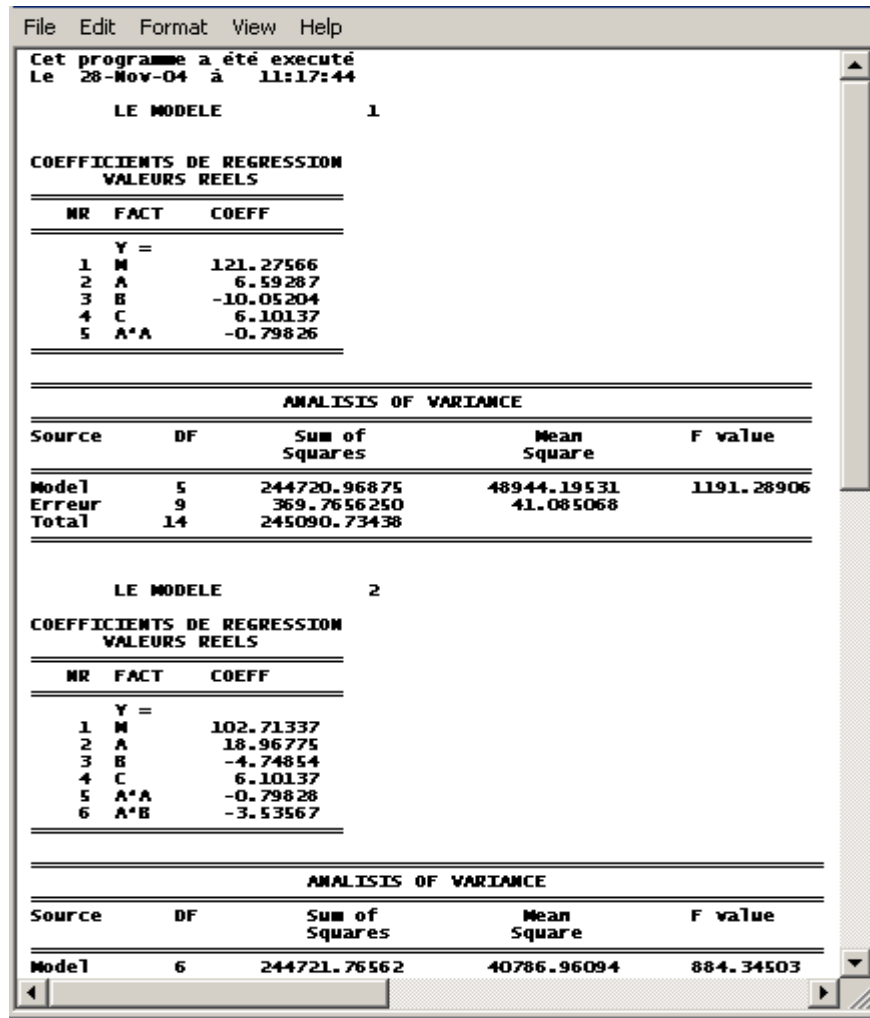 File Edit Format View Help
Cet programme a été executé
Le 28-Nov-04 à 11:17:44
LE MODELE 1
COEFFICIENTS DE REGRESSION
VALEURS REELS
NR FACT COEFF
Y =
1 M 121.27566
2 A 6.59287
3 B -10.05204
4 C 6.10137
5 A*A -0.79826
ANALISIS OF VARIANCE
Source DF Sum of Mean F value
Squares Square
Model 5 244720.96875 48944.19531 1191.28906
Erreur 9 369.7656250 41.085068
Total 14 245090.73438
LE MODELE 2
COEFFICIENTS DE REGRESSION
VALEURS REELS
NR FACT COEFF
Y =
1 M 102.71337
2 A 18.96775
3 B -4.74854
4 C 6.10137
5 A*A -0.79828
6 A*B -3.53567
ANALISIS OF VARIANCE
Source DF Sum of Mean F value
Squares Square
Model 6 244721.76562 40786.96094 884.34503